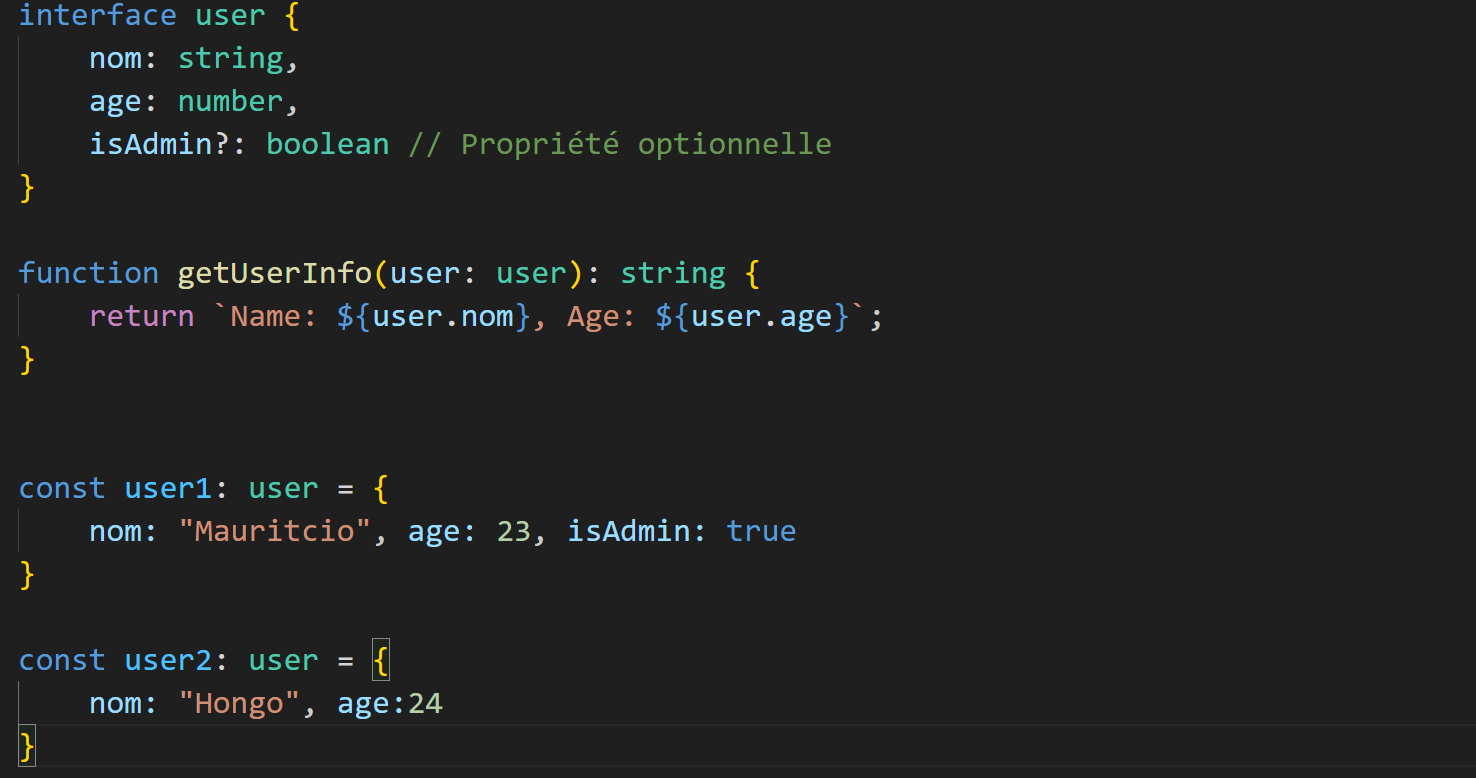 interface user {
    nom: string,
    age: number,
    isAdmin?: boolean // Propriété optionnelle
}
function getUserInfo(user: user): string {
    return `Name: ${user.nom}, Age: ${user.age}`;
}
const user1: user = {
    nom: "Mauritcio", age: 23, isAdmin: true
}
const user2: user = {
    nom: "Hongo", age:24
}